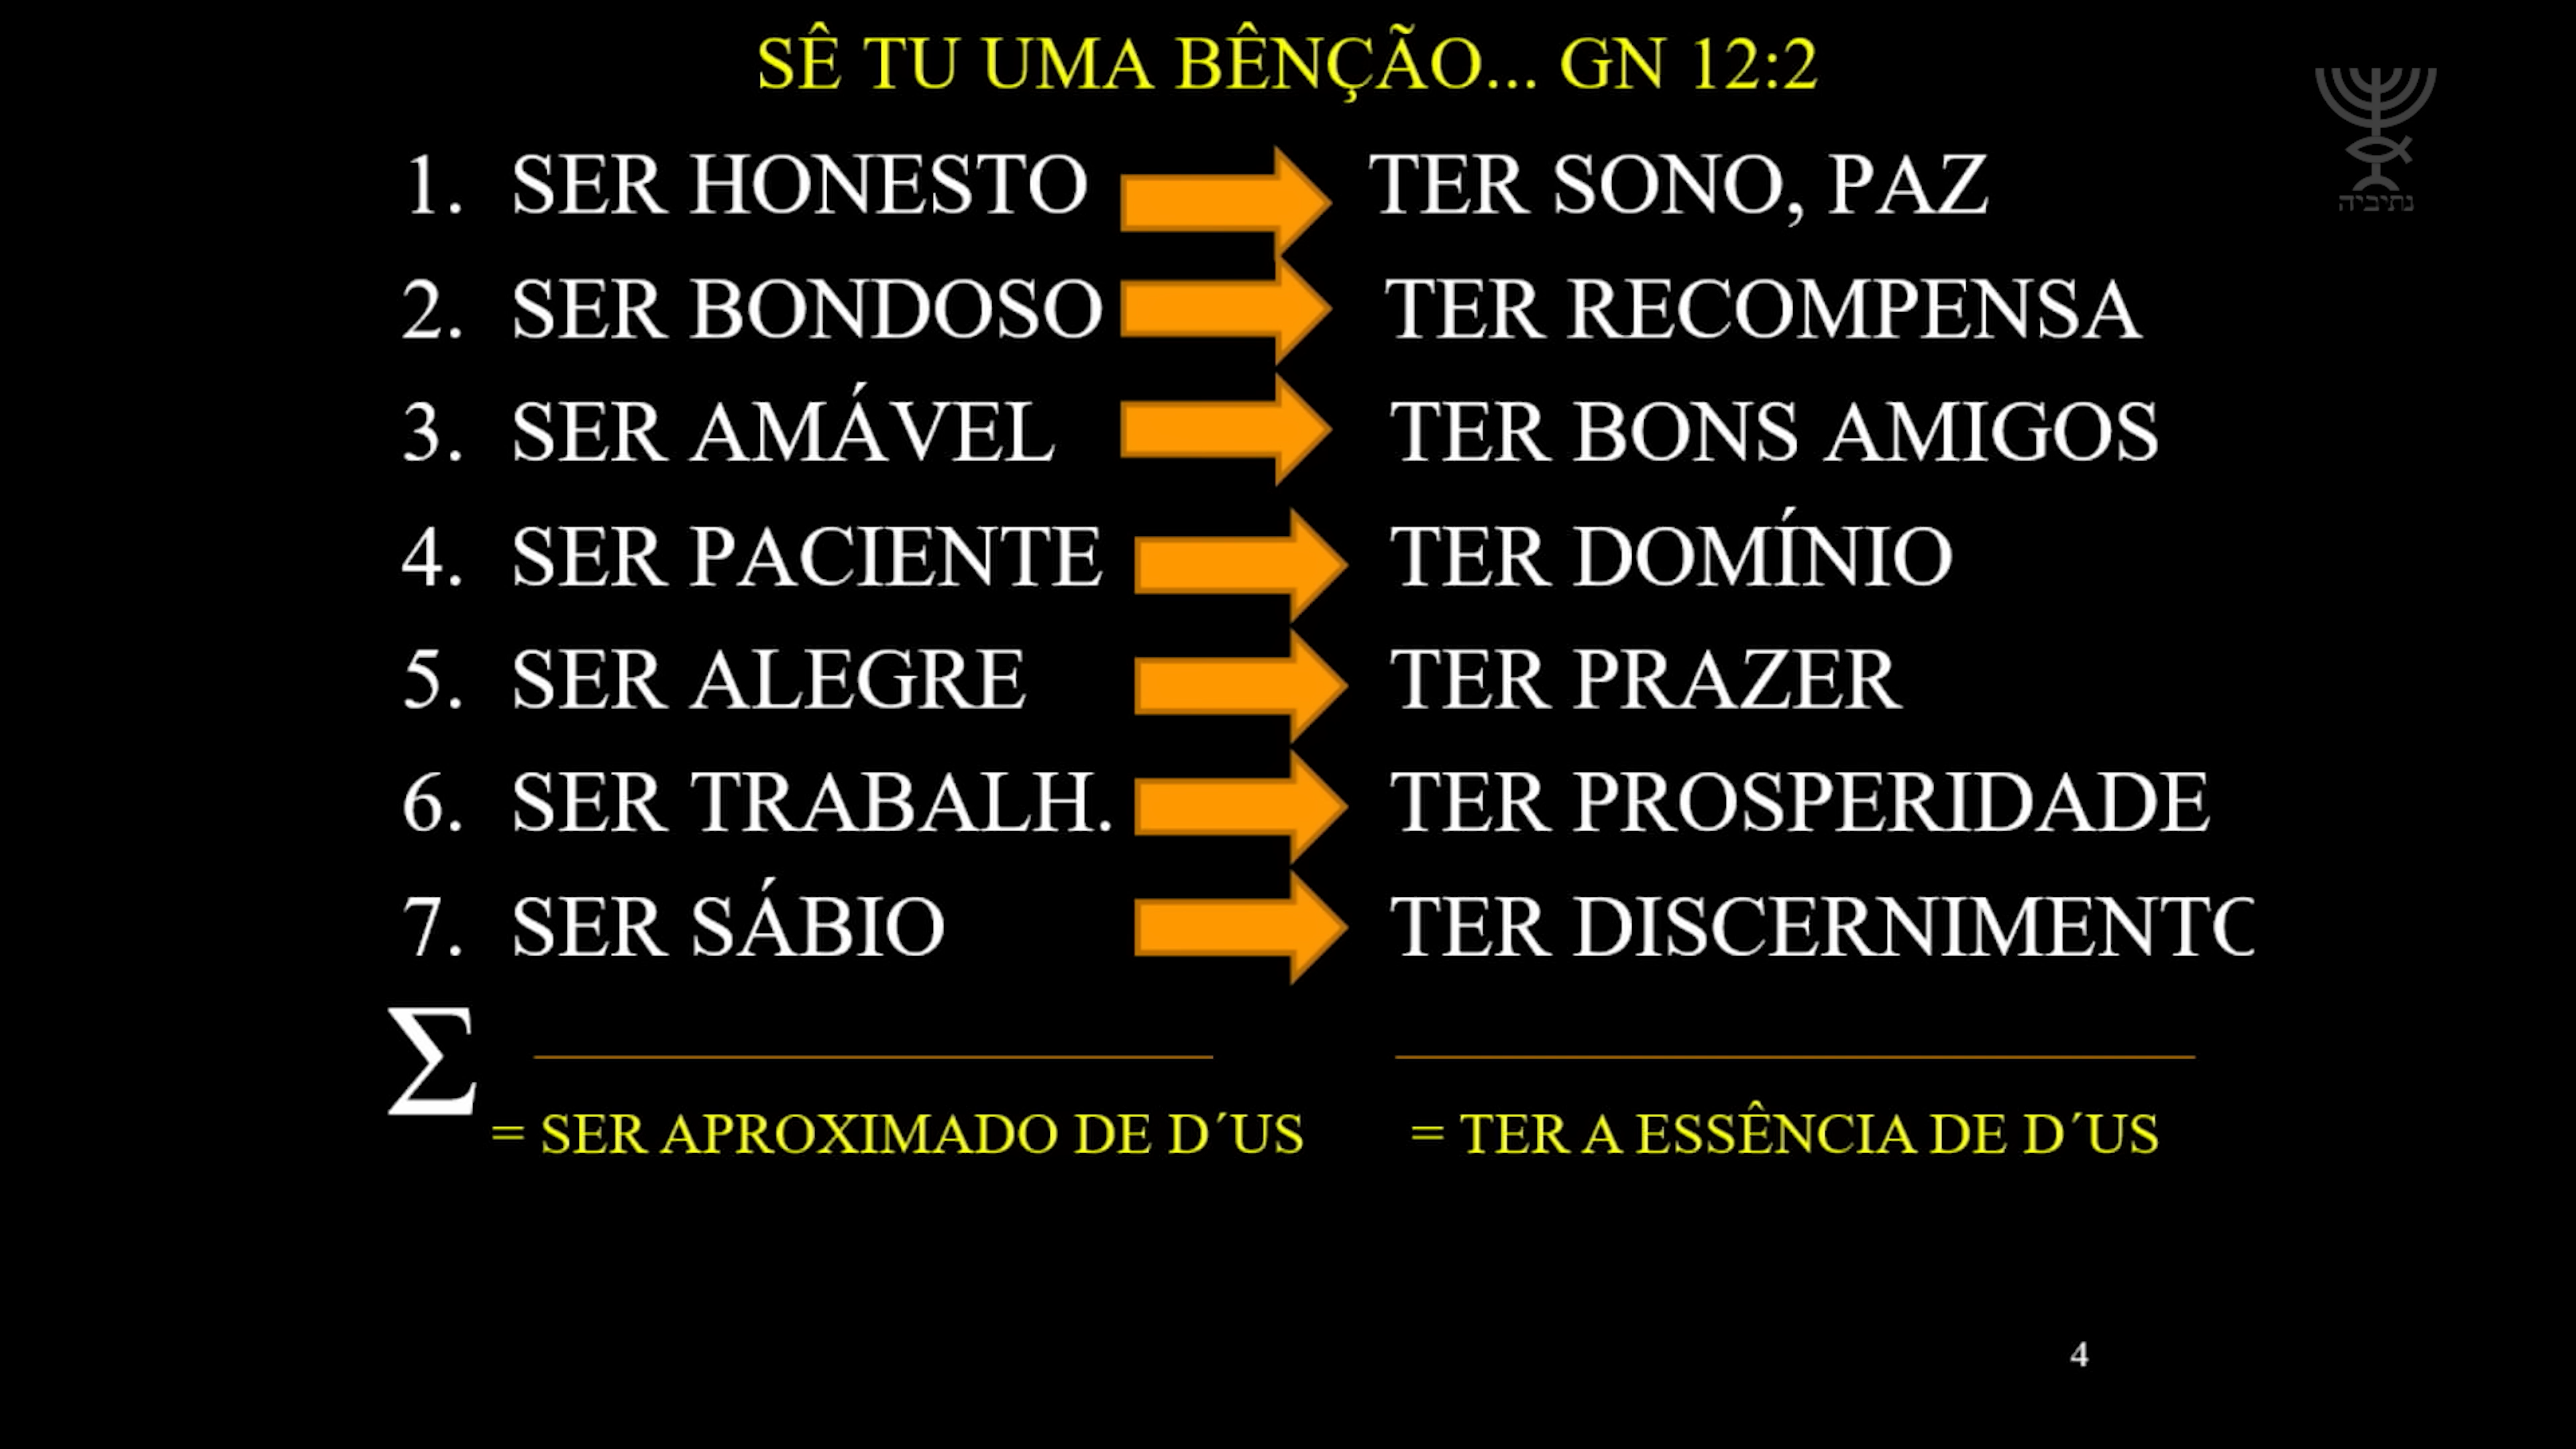 SÊ TU UMA BÊNÇÃO... GN 12:2
נתיביה
1. SER HONESTO TER SONO, PAZ
2. SER BONDOSO TER RECOMPENSA
3. SER AMÁVEL TER BONS AMIGOS
4. SER PACIENTE TER DOMÍNIO
5. SER ALEGRE TER PRAZER
6. SER TRABALH. TER PROSPERIDADE
7. SER SÁBIO TER DISCERNIMENTO
Σ
= SER APROXIMADO DE D´US = TER A ESSÊNCIA DE D´US
4